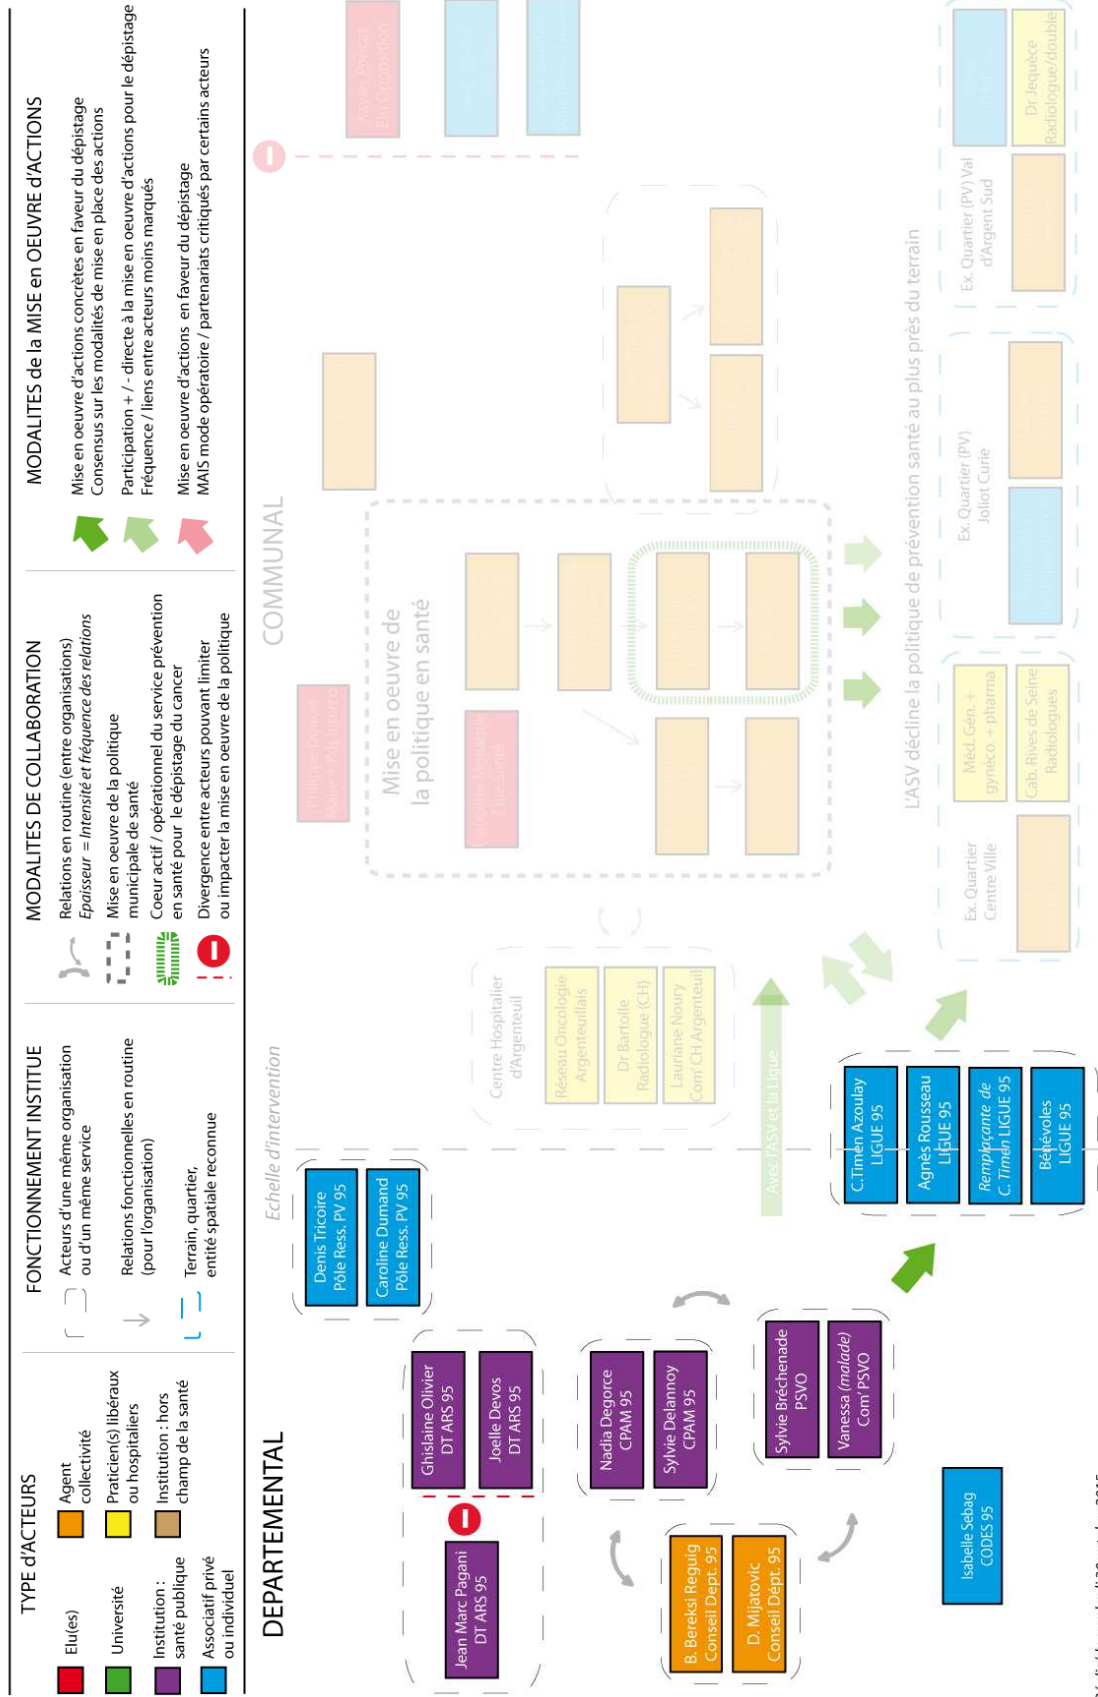 TYPE d'ACTEURS
Elu(es)
Université
Institution :
santé publique
Associatif privé
ou individuel
Agent
collectivité
Praticien(s) libéraux
ou hospitaliers
Institution : hors
champ de la santé
FONCTIONNEMENT INSTITUE
Acteurs d'une même organisation
ou d'un même service
Relations fonctionnelles en routine
(pour l'organisation)
Terrain, quartier,
entité spatiale reconnue
MODALITES DE COLLABORATION
Relations en routine (entre organisations)
Epaisseur = Intensité et fréquence des relations
Mise en oeuvre de la politique
municipale de santé
Coeur actif / opérationnel du service prévention
en santé pour le dépistage du cancer
Divergence entre acteurs pouvant limiter
ou impacter la mise en oeuvre de la politique
MODALITES de la MISE en OEUVRE d'ACTIONS
Mise en oeuvre d'actions concrètes en faveur du dépistage
Consensus sur les modalités de mise en place des actions
Participation + / - directe à la mise en oeuvre d'actions pour le dépistage
Fréquence / liens entre acteurs moins marqués
Mise en oeuvre d'actions en faveur du dépistage
MAIS mode opératoire / partenariats critiqués par certains acteurs
DEPARTEMENTAL
Echelle d'intervention
COMMUNAL
Jean Marc Pagani
DT ARS 95
Ghislaine Olivier
DT ARS 95
Joelle Devos
DT ARS 95
Denis Tricoire
Pôle Ress. PV 95
Caroline Dumand
Pôle Ress. PV 95
B. Bereksi Reguig
Conseil Dept. 95
D. Mijatovic
Conseil Dépt. 95
Nadia Degorce
CPAM 95
Sylvie Delannoy
CPAM 95
Sylvie Bréchenade
PSVO
Vanessa (malade)
Com' PSVO
Isabelle Sebag
CODES 95
C.Timen Azoulay
LIGUE 95
Agnès Rousseau
LIGUE 95
Remplaçante de
C. Timen LIGUE 95
Bénévoles
LIGUE 95
Avec l'ASV et la Ligue
Centre Hospitalier
d'Argenteuil
Réseau Oncologie
Argenteuillais
Dr Bartolle
Radiologue (CH)
Lauriane Noury
Com' CH Argenteuil
Mise en oeuvre de
la politique en santé
Elu Opposition
L'ASV décline la politique de prévention santé au plus près du terrain
Ex. Quartier
Centre Ville
Méd. Gén. +
gynéco. + pharma
Cab. Rives de Seine
Radiologues
Ex. Quartier (PV)
Joliot Curie
Ex. Quartier (PV) Val
d'Argent Sud
Dr Jequèce
Radiologue/double